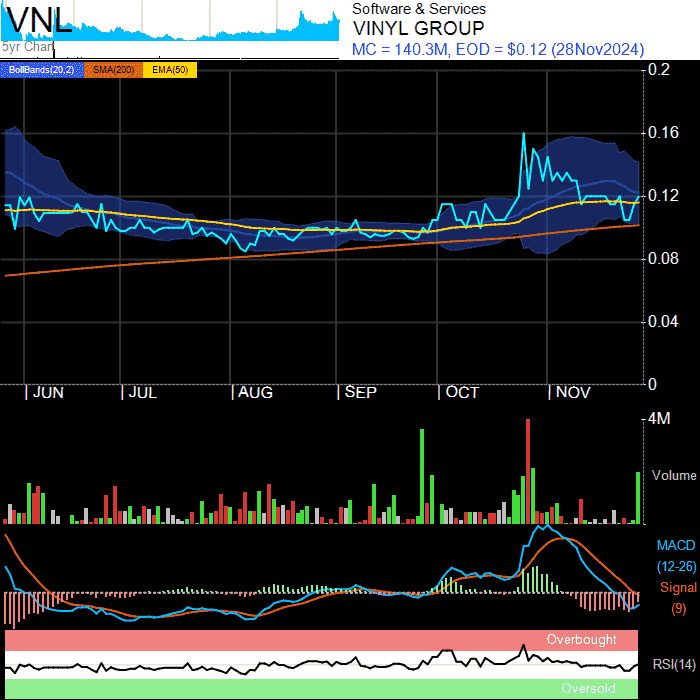 VNL
5yr Chart
Software & Services
VINYL GROUP
MC = 140.3M, EOD = $0.12 (28Nov2024)
BollBands(20,2) SMA(200) EMA(50)
0.2
0.16
0.12
0.08
0.04
0
JUN JUL AUG SEP OCT NOV
4M
Volume
MACD
(12-26)
Signal
(9)
Overbought
RSI(14)
Oversold